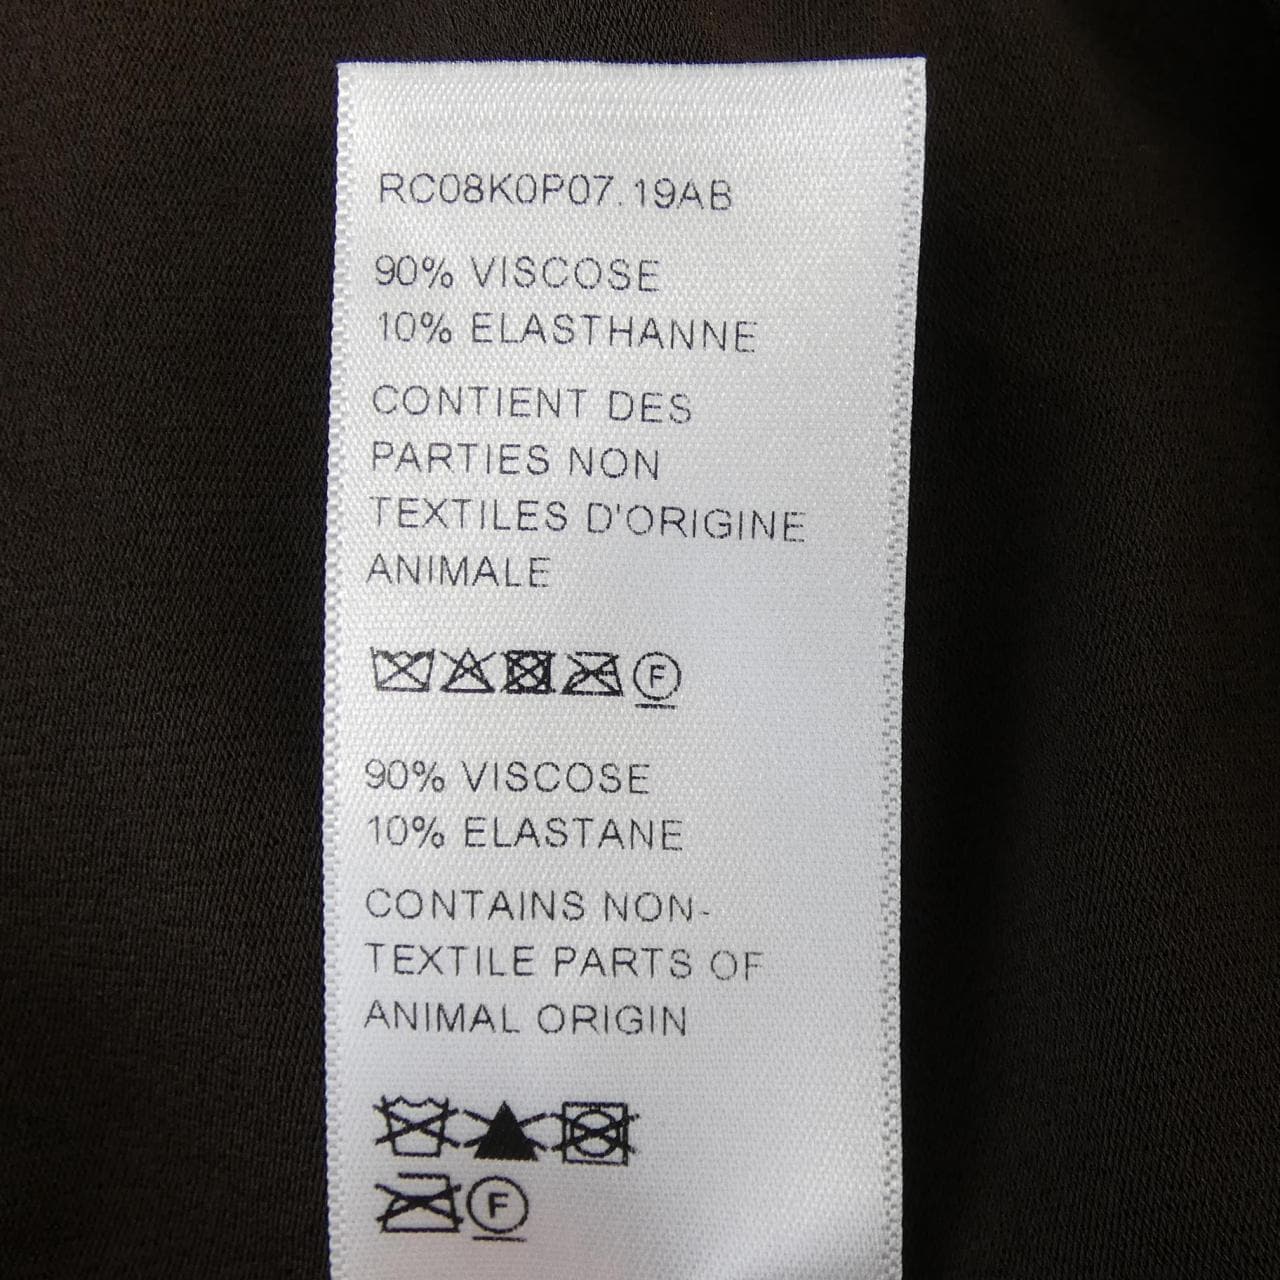 RC08K0P07.19AB
90% VISCOSE
10% ELASTHANNE
CONTIENT DES
PARTIES NON
TEXTILES D'ORIGINE
ANIMALE
F
90% VISCOSE
10% ELASTANE
CONTAINS NON-
TEXTILE PARTS OF
ANIMAL ORIGIN
F